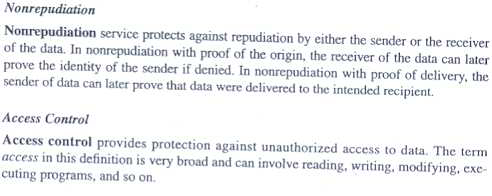 Nonrepudiation
Nonrepudiation service protects against repudiation by either the sender or the receiver
of the data. In nonrepudiation with proof of the origin, the receiver of the data can later
prove the identity of the sender if denied. In nonrepudiation with proof of delivery, the
sender of data can later prove that data were delivered to the intended recipient.
Access Control
Access control provides protection against unauthorized access to data. The term
access in this definition is very broad and can involve reading, writing, modifying, exe-
cuting programs, and so on.